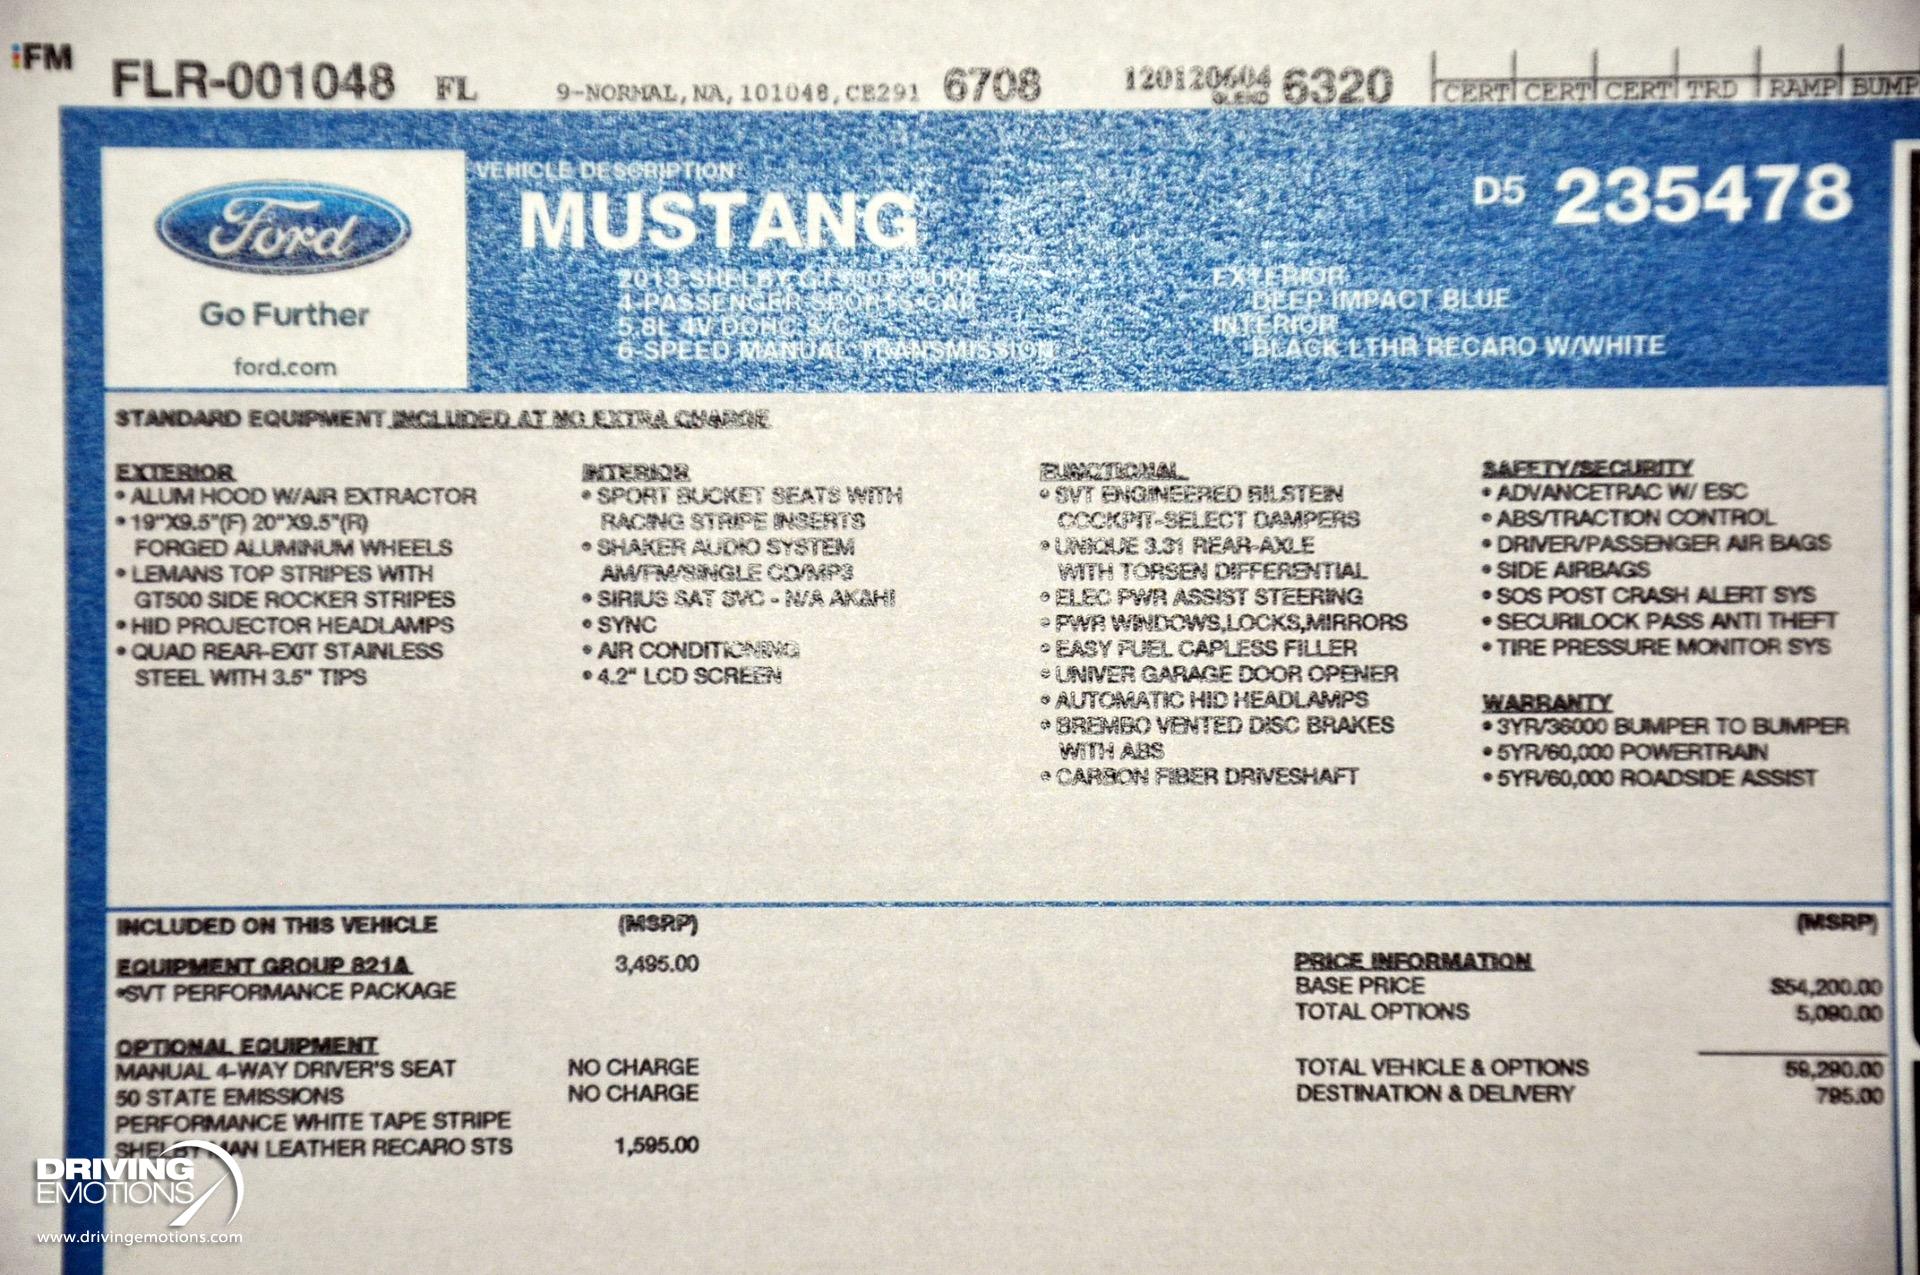 iFM
FLR-001048 FL 9-NORMAL,NA,101048,CE291 6708 120120604 6320 CERT CERT CERT TRD RAMP BUMP
Ford
Go Further
ford.com
VEHICLE DESCRIPTION
MUSTANG
2013 SHELBY GT500 COUPE
4-PASSENGER SPORTS CAR
5.8L 4V DOHC S/C
6-SPEED MANUAL TRANSMISSION
D5 235478
EXTERIOR
DEEP IMPACT BLUE
INTERIOR
BLACK LTHR RECARO W/WHITE
STANDARD EQUIPMENT INCLUDED AT NO EXTRA CHARGE
EXTERIOR
• ALUM HOOD W/AIR EXTRACTOR
• 19"X9.5"(F) 20"X9.5"(R)
FORGED ALUMINUM WHEELS
• LEMANS TOP STRIPES WITH
GT500 SIDE ROCKER STRIPES
• HID PROJECTOR HEADLAMPS
• QUAD REAR-EXIT STAINLESS
STEEL WITH 3.5" TIPS
INTERIOR
• SPORT BUCKET SEATS WITH
RACING STRIPE INSERTS
• SHAKER AUDIO SYSTEM
AM/FM/SINGLE CD/MP3
• SIRIUS SAT SVC - N/A AK&HI
• SYNC
• AIR CONDITIONING
• 4.2" LCD SCREEN
FUNCTIONAL
• SVT ENGINEERED BILSTEIN
COCKPIT-SELECT DAMPERS
• UNIQUE 3.31 REAR-AXLE
WITH TORSEN DIFFERENTIAL
• ELEC PWR ASSIST STEERING
• PWR WINDOWS,LOCKS,MIRRORS
• EASY FUEL CAPLESS FILLER
• UNIVER GARAGE DOOR OPENER
• AUTOMATIC HID HEADLAMPS
• BREMBO VENTED DISC BRAKES
WITH ABS
• CARBON FIBER DRIVESHAFT
SAFETY/SECURITY
• ADVANCETRAC W/ ESC
• ABS/TRACTION CONTROL
• DRIVER/PASSENGER AIR BAGS
• SIDE AIRBAGS
• SOS POST CRASH ALERT SYS
• SECURILOCK PASS ANTI THEFT
• TIRE PRESSURE MONITOR SYS
WARRANTY
• 3YR/36000 BUMPER TO BUMPER
• 5YR/60,000 POWERTRAIN
• 5YR/60,000 ROADSIDE ASSIST
INCLUDED ON THIS VEHICLE (MSRP)
EQUIPMENT GROUP 821A 3,495.00
•SVT PERFORMANCE PACKAGE
OPTIONAL EQUIPMENT
MANUAL 4-WAY DRIVER'S SEAT NO CHARGE
50 STATE EMISSIONS NO CHARGE
PERFORMANCE WHITE TAPE STRIPE
LEATHER RECARO STS 1,595.00
(MSRP)
PRICE INFORMATION
BASE PRICE $54,200.00
TOTAL OPTIONS 5,090.00
TOTAL VEHICLE & OPTIONS 59,290.00
DESTINATION & DELIVERY 795.00
DRIVING
EMOTIONS
www.drivingemotions.com